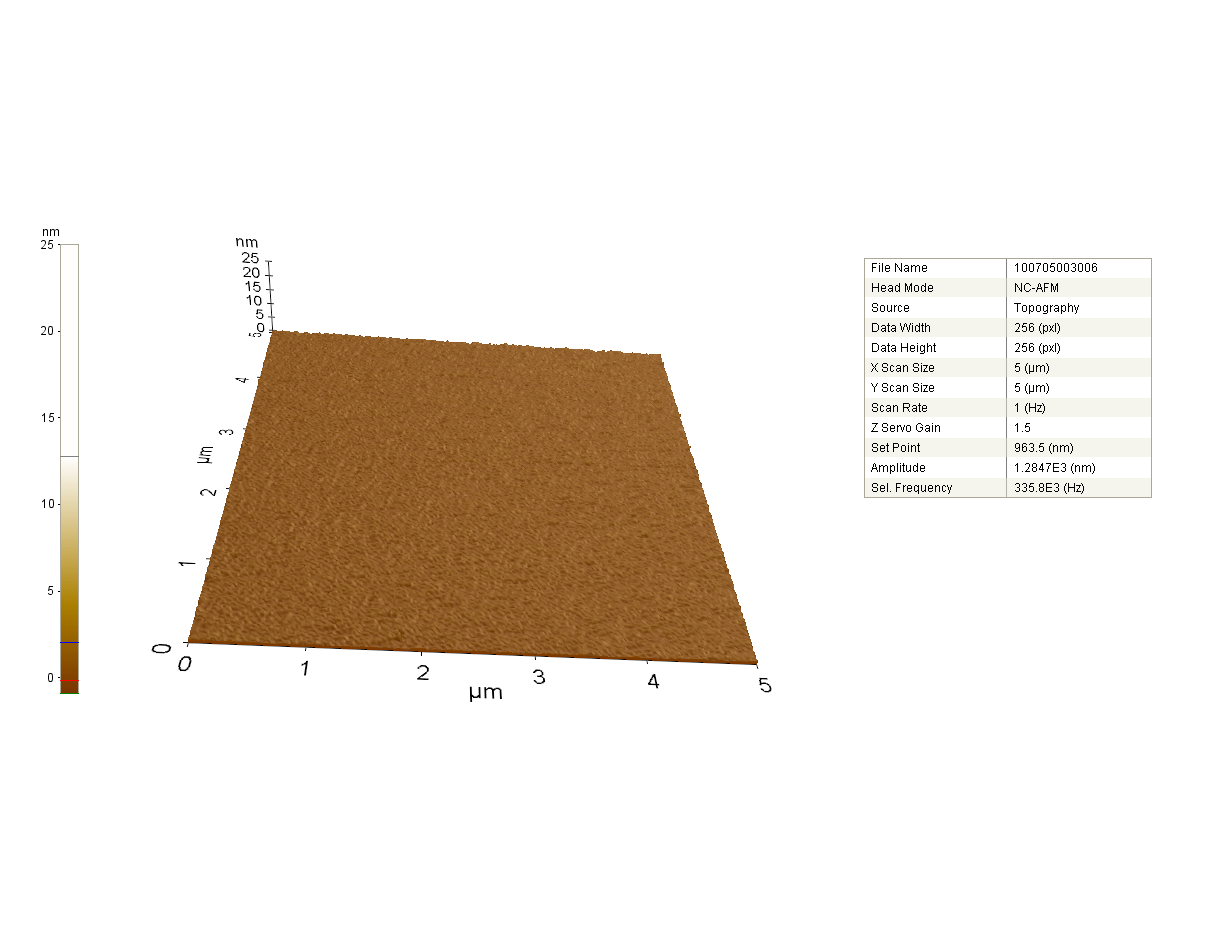 nm
25
20
15
10
5
0
nm
25
20
15
10
5
0
5
4
3
µm
2
1
0
0
1
2
3
4
5
µm
File Name 100705003006
Head Mode NC-AFM
Source Topography
Data Width 256 (pxl)
Data Height 256 (pxl)
X Scan Size 5 (µm)
Y Scan Size 5 (µm)
Scan Rate 1 (Hz)
Z Servo Gain 1.5
Set Point 963.5 (nm)
Amplitude 1.2847E3 (nm)
Sel. Frequency 335.8E3 (Hz)